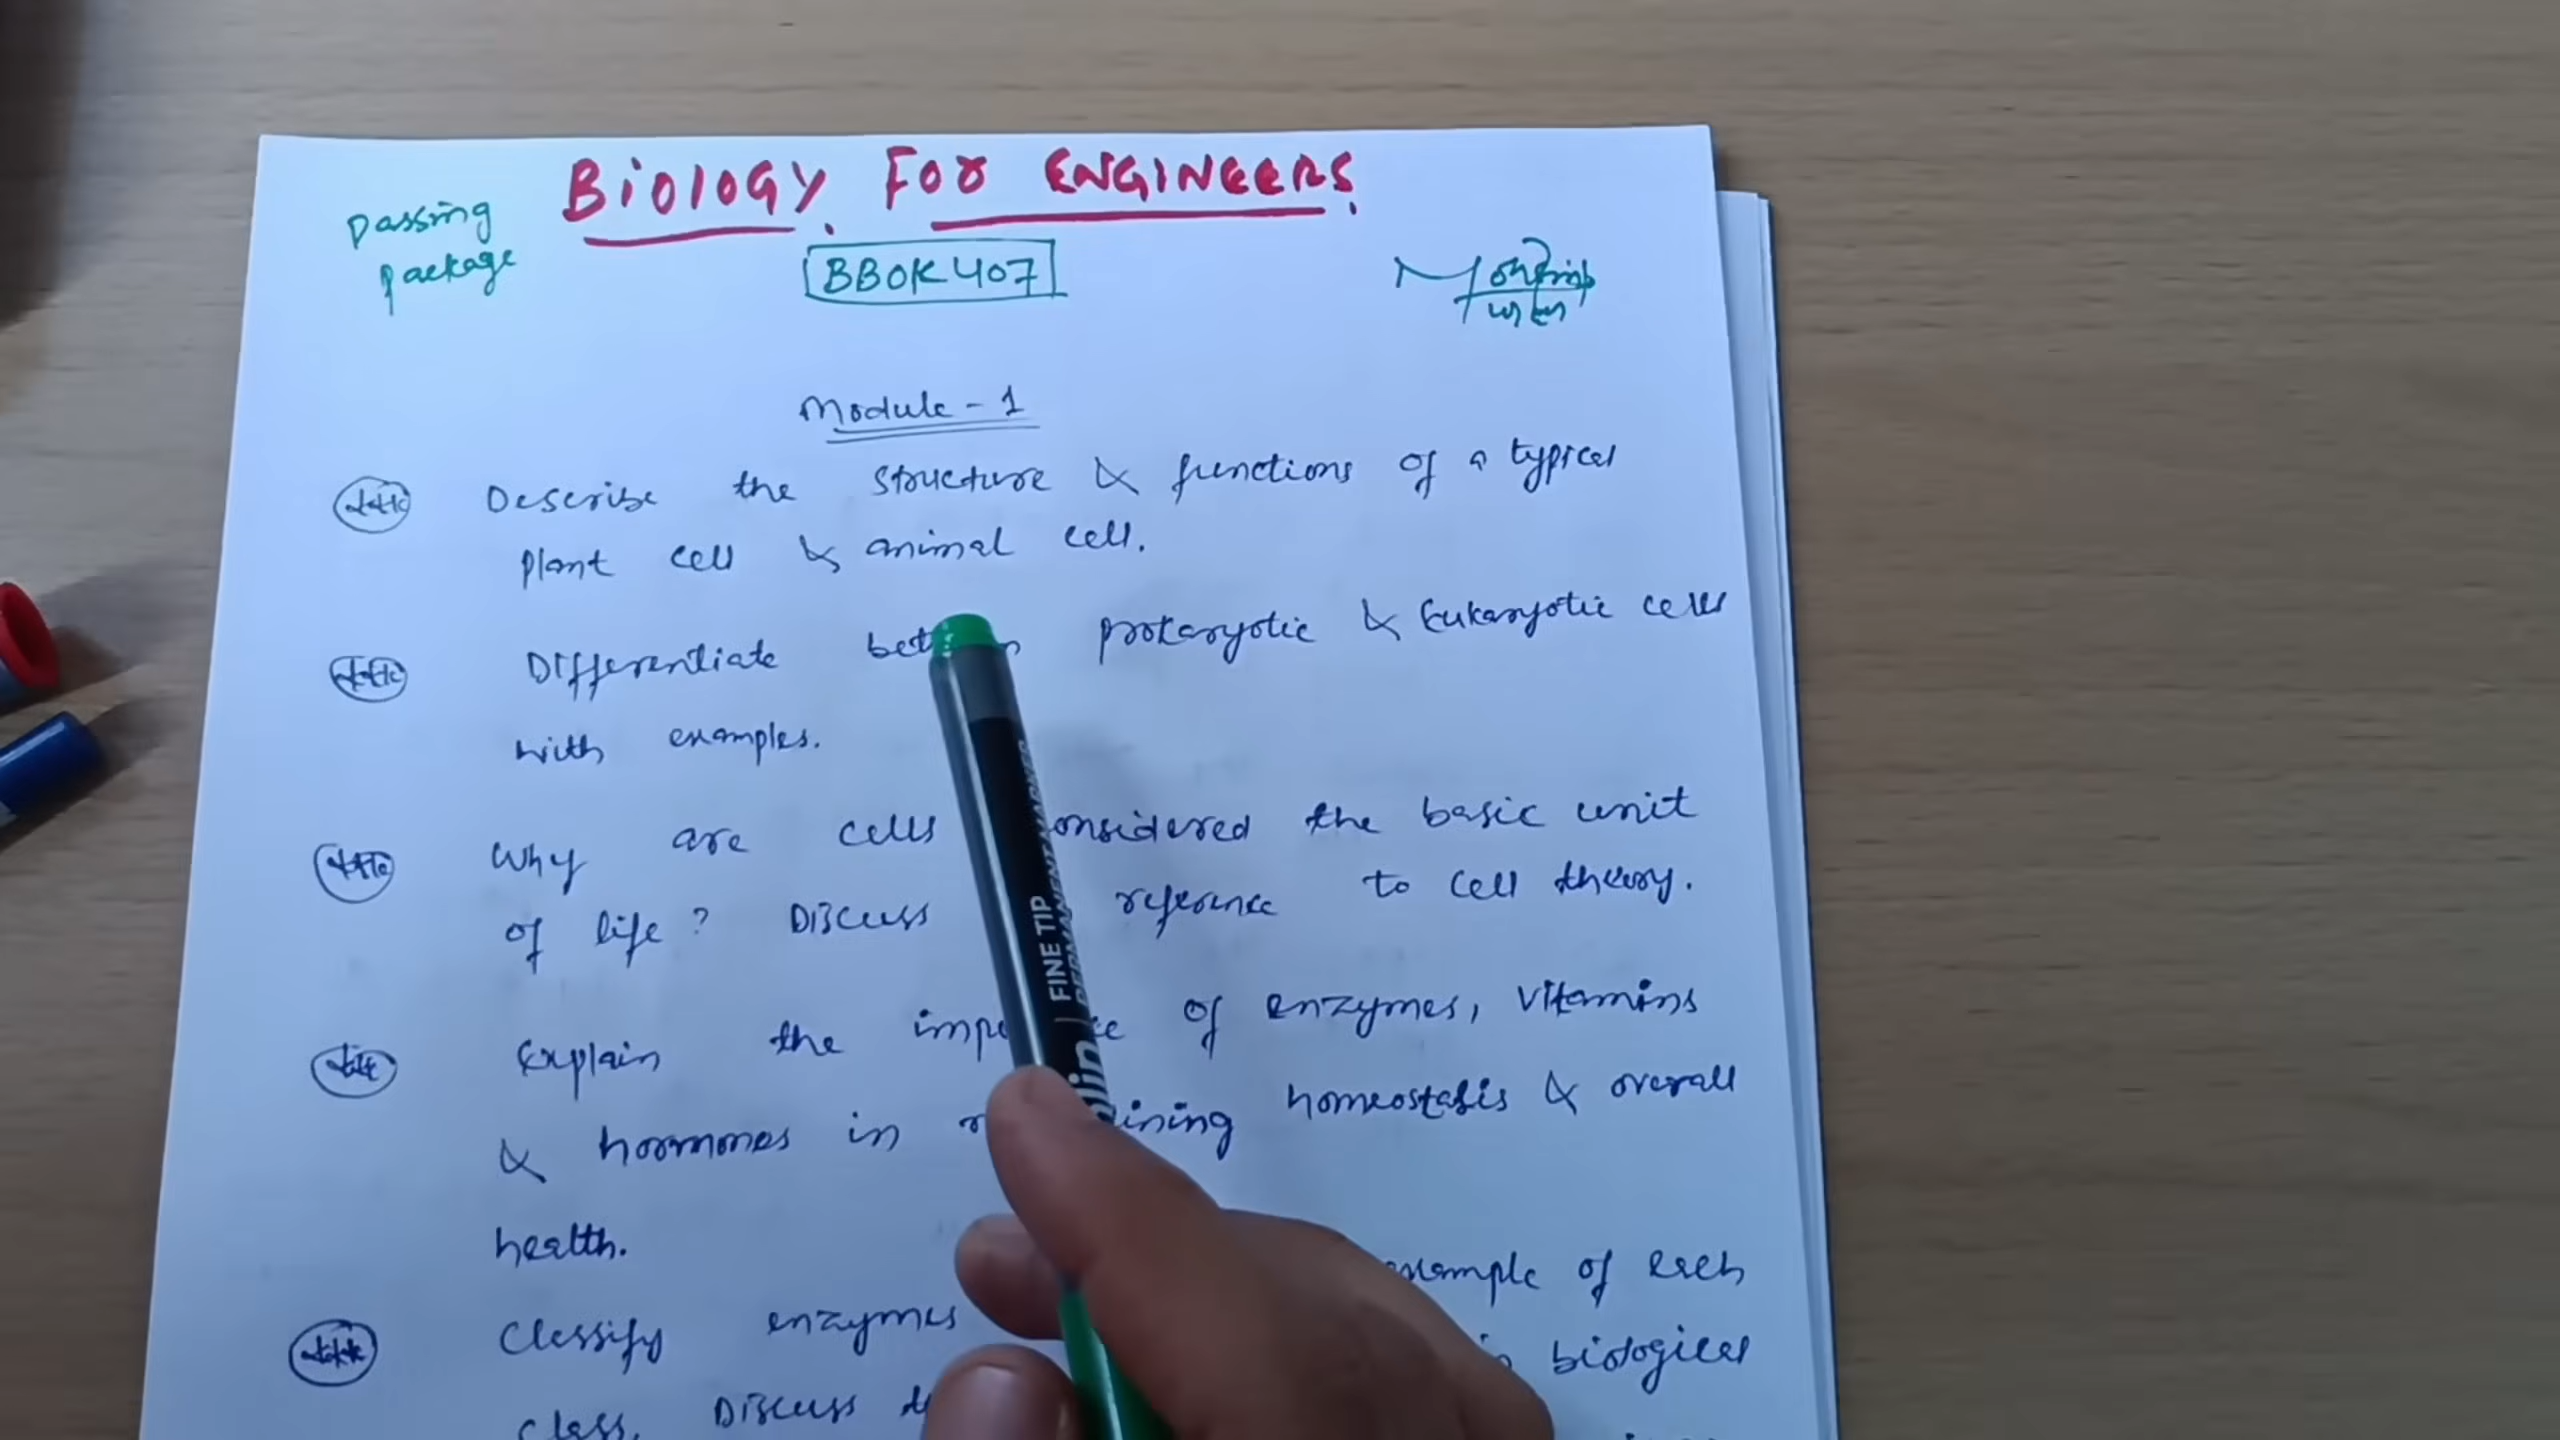 BiOlOGY FOR ENGINEERS
passing
package
BBOK407
Module - 1
Describe the structure & functions of a typical
plant cell & animal cell.
Differentiate prokaryotic & Eukaryotic cells
with examples.
Why are cells considered the basic unit
of life? Discuss reference to cell theory.
Explain the of enzymes, vitamins
& hormones in homeostasis & overall
health.
Classify enzymes example of each
biological
class. Discuss
FINE TIP
PERMANENT MARKER